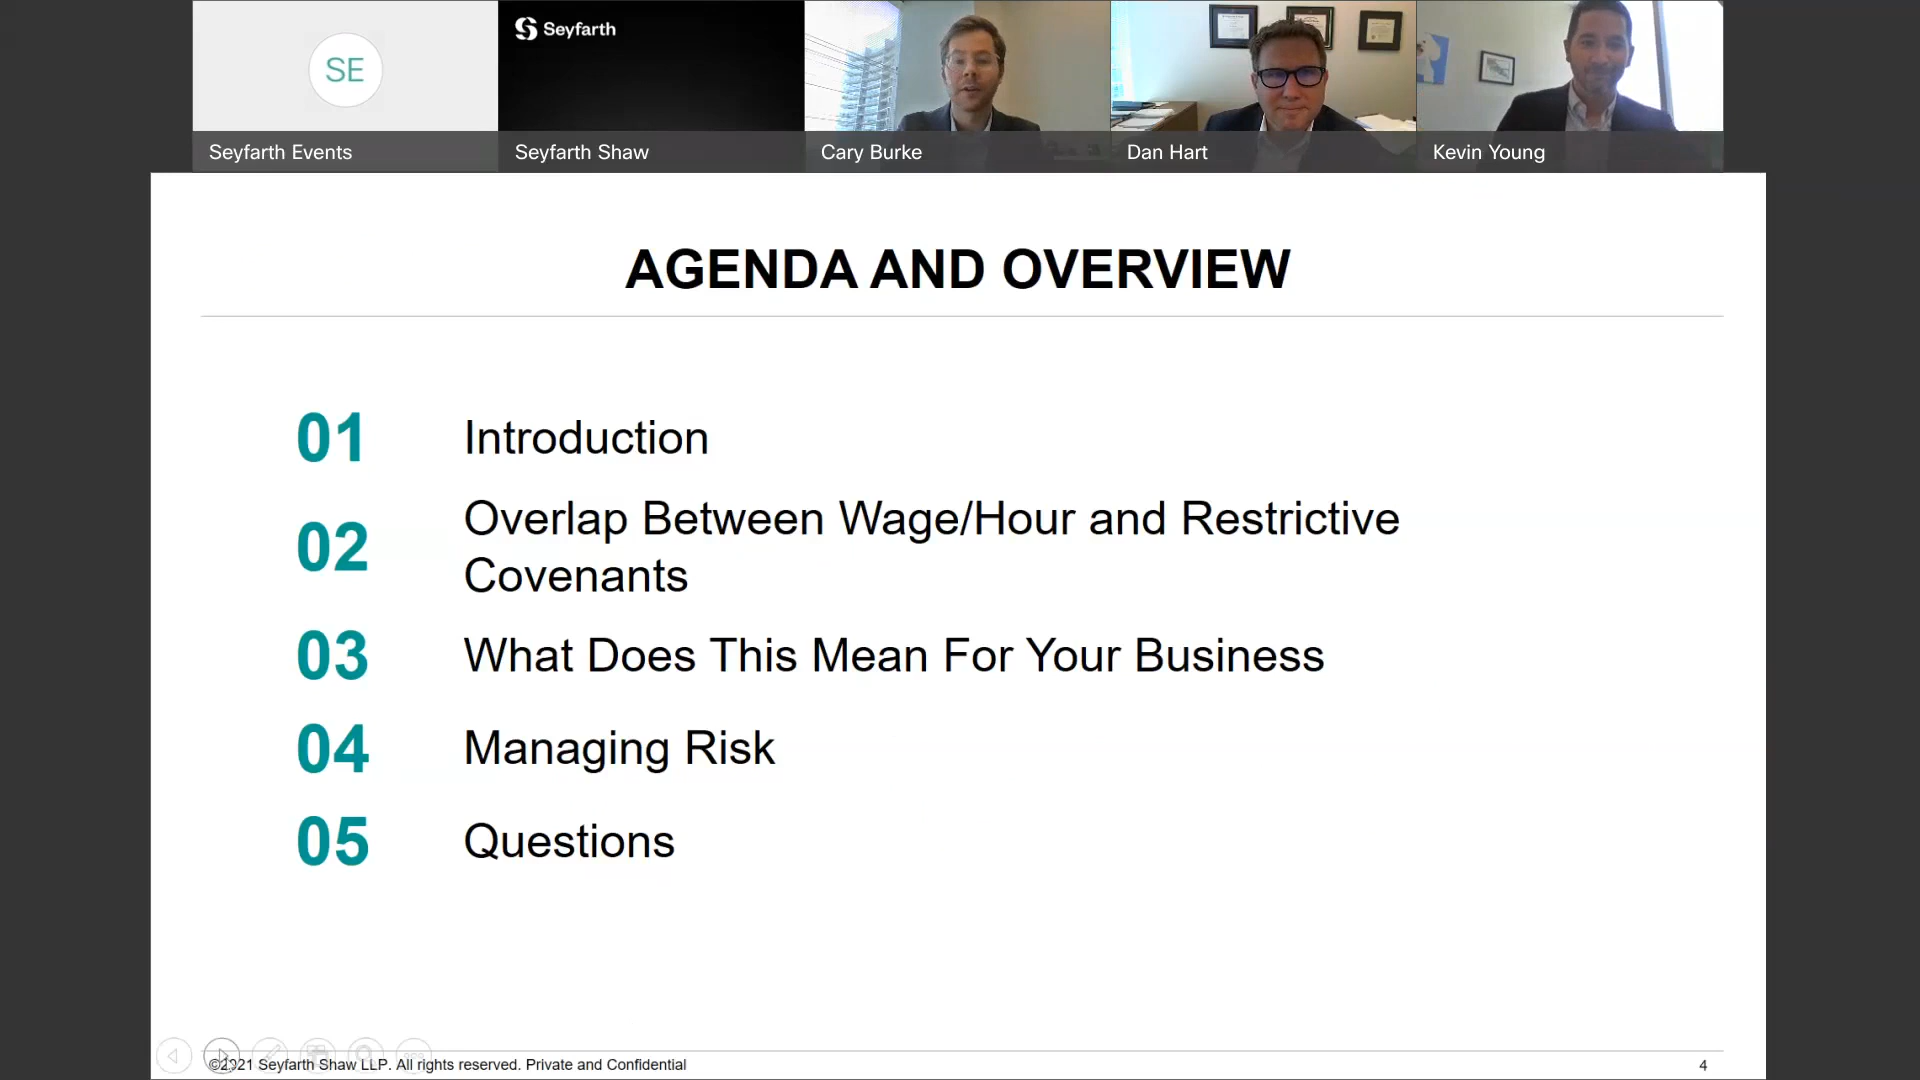 SE
Seyfarth
Seyfarth Events
Seyfarth Shaw
Cary Burke
Dan Hart
Kevin Young
AGENDA AND OVERVIEW
01 Introduction
02 Overlap Between Wage/Hour and Restrictive
Covenants
03 What Does This Mean For Your Business
04 Managing Risk
05 Questions
©2021 Seyfarth Shaw LLP. All rights reserved. Private and Confidential
4